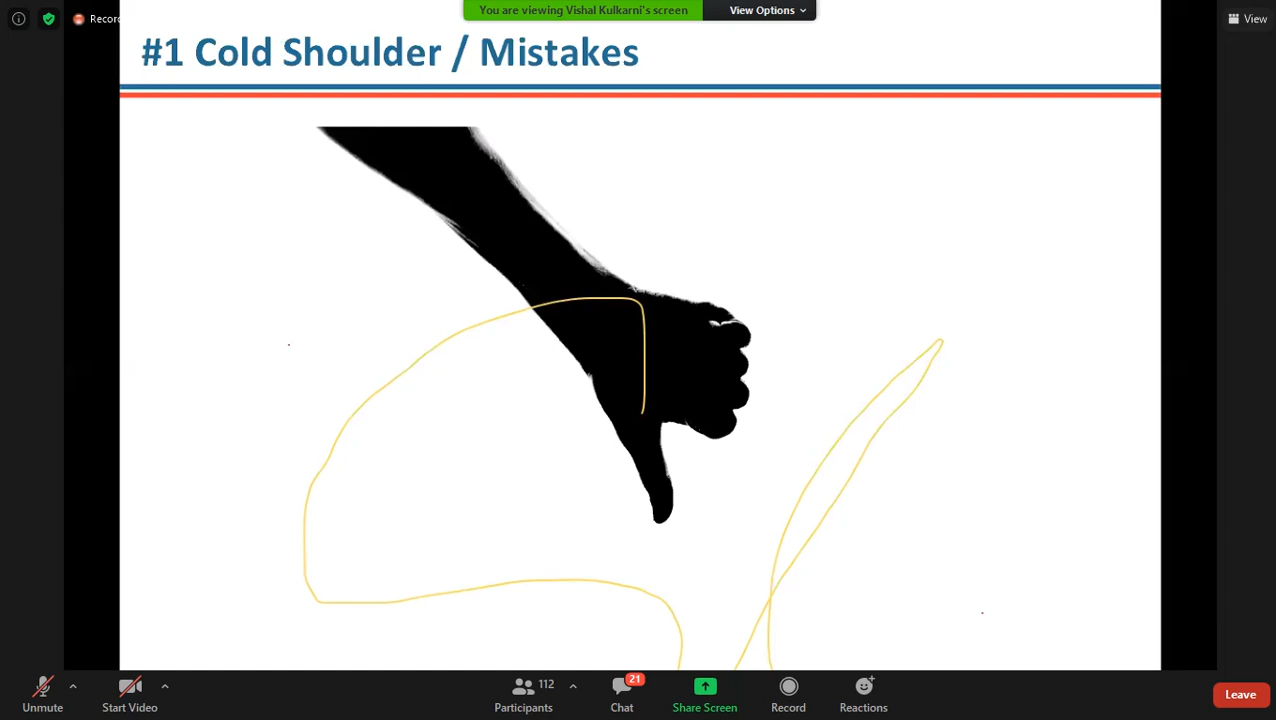 You are viewing Vishal Kulkarni's screen
View Options
Recor
View
#1 Cold Shoulder / Mistakes
112
21
Unmute
Start Video
Participants
Chat
Share Screen
Record
Reactions
Leave